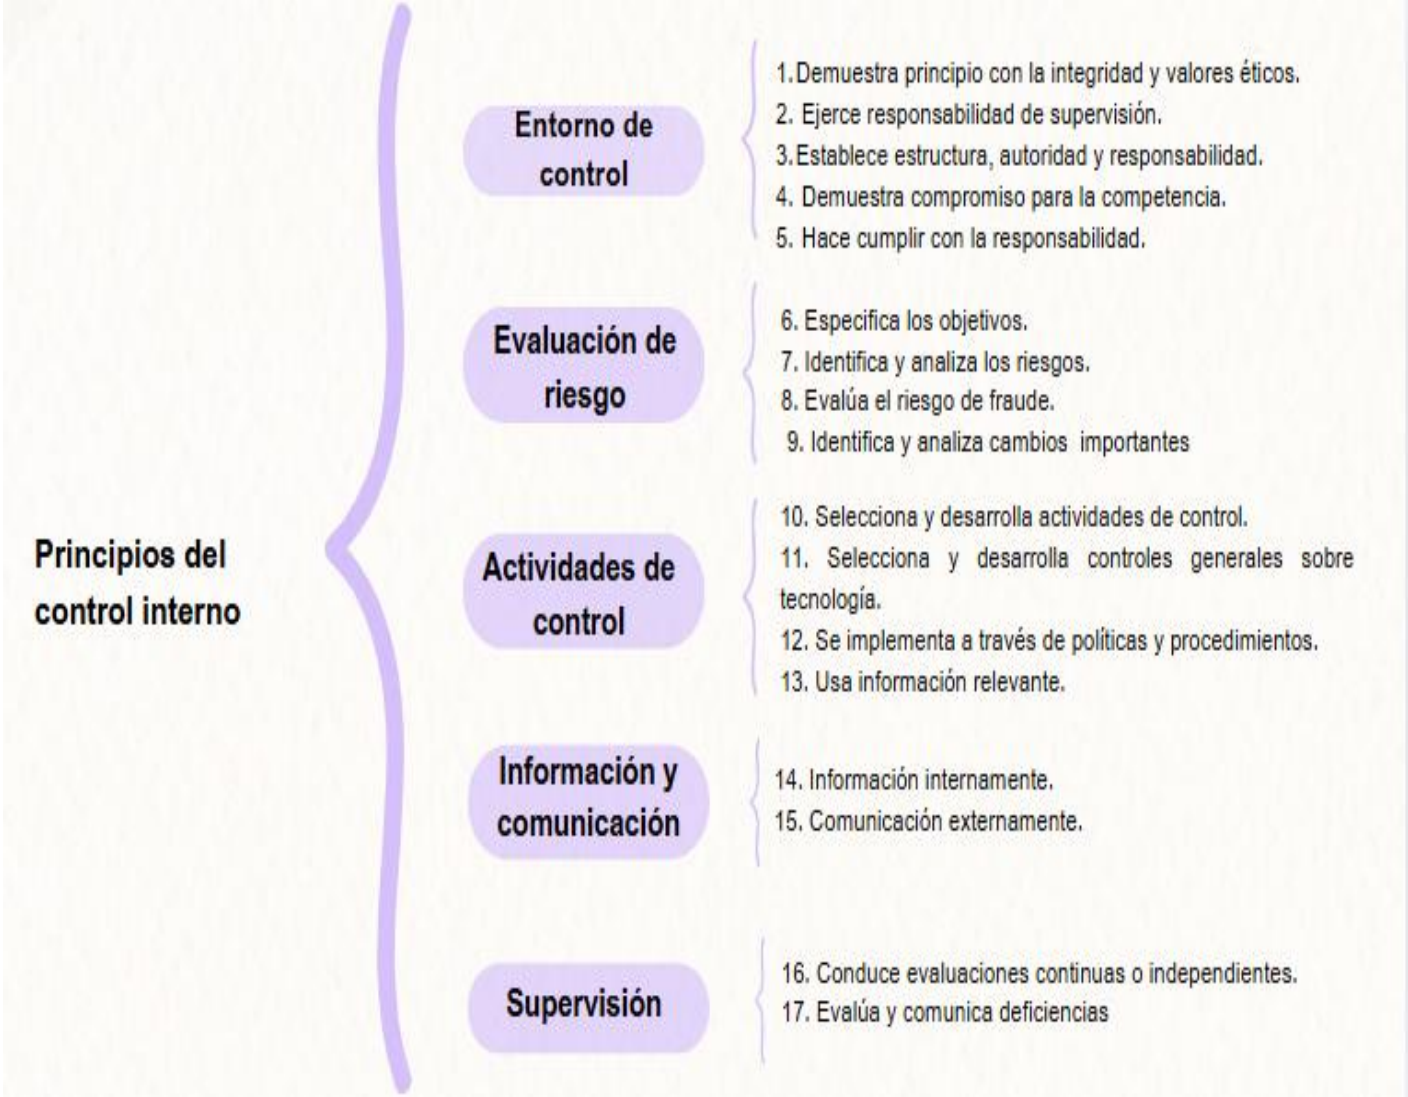 Principios del
control interno
Entorno de
control
1.Demuestra principio con la integridad y valores éticos.
2. Ejerce responsabilidad de supervisión.
3.Establece estructura, autoridad y responsabilidad.
4. Demuestra compromiso para la competencia.
5. Hace cumplir con la responsabilidad.
Evaluación de
riesgo
6. Especifica los objetivos.
7. Identifica y analiza los riesgos.
8. Evalúa el riesgo de fraude.
9. Identifica y analiza cambios importantes
Actividades de
control
10. Selecciona y desarrolla actividades de control.
11. Selecciona y desarrolla controles generales sobre
tecnología.
12. Se implementa a través de políticas y procedimientos.
13. Usa información relevante.
Información y
comunicación
14. Información internamente.
15. Comunicación externamente.
Supervisión
16. Conduce evaluaciones continuas o independientes.
17. Evalúa y comunica deficiencias